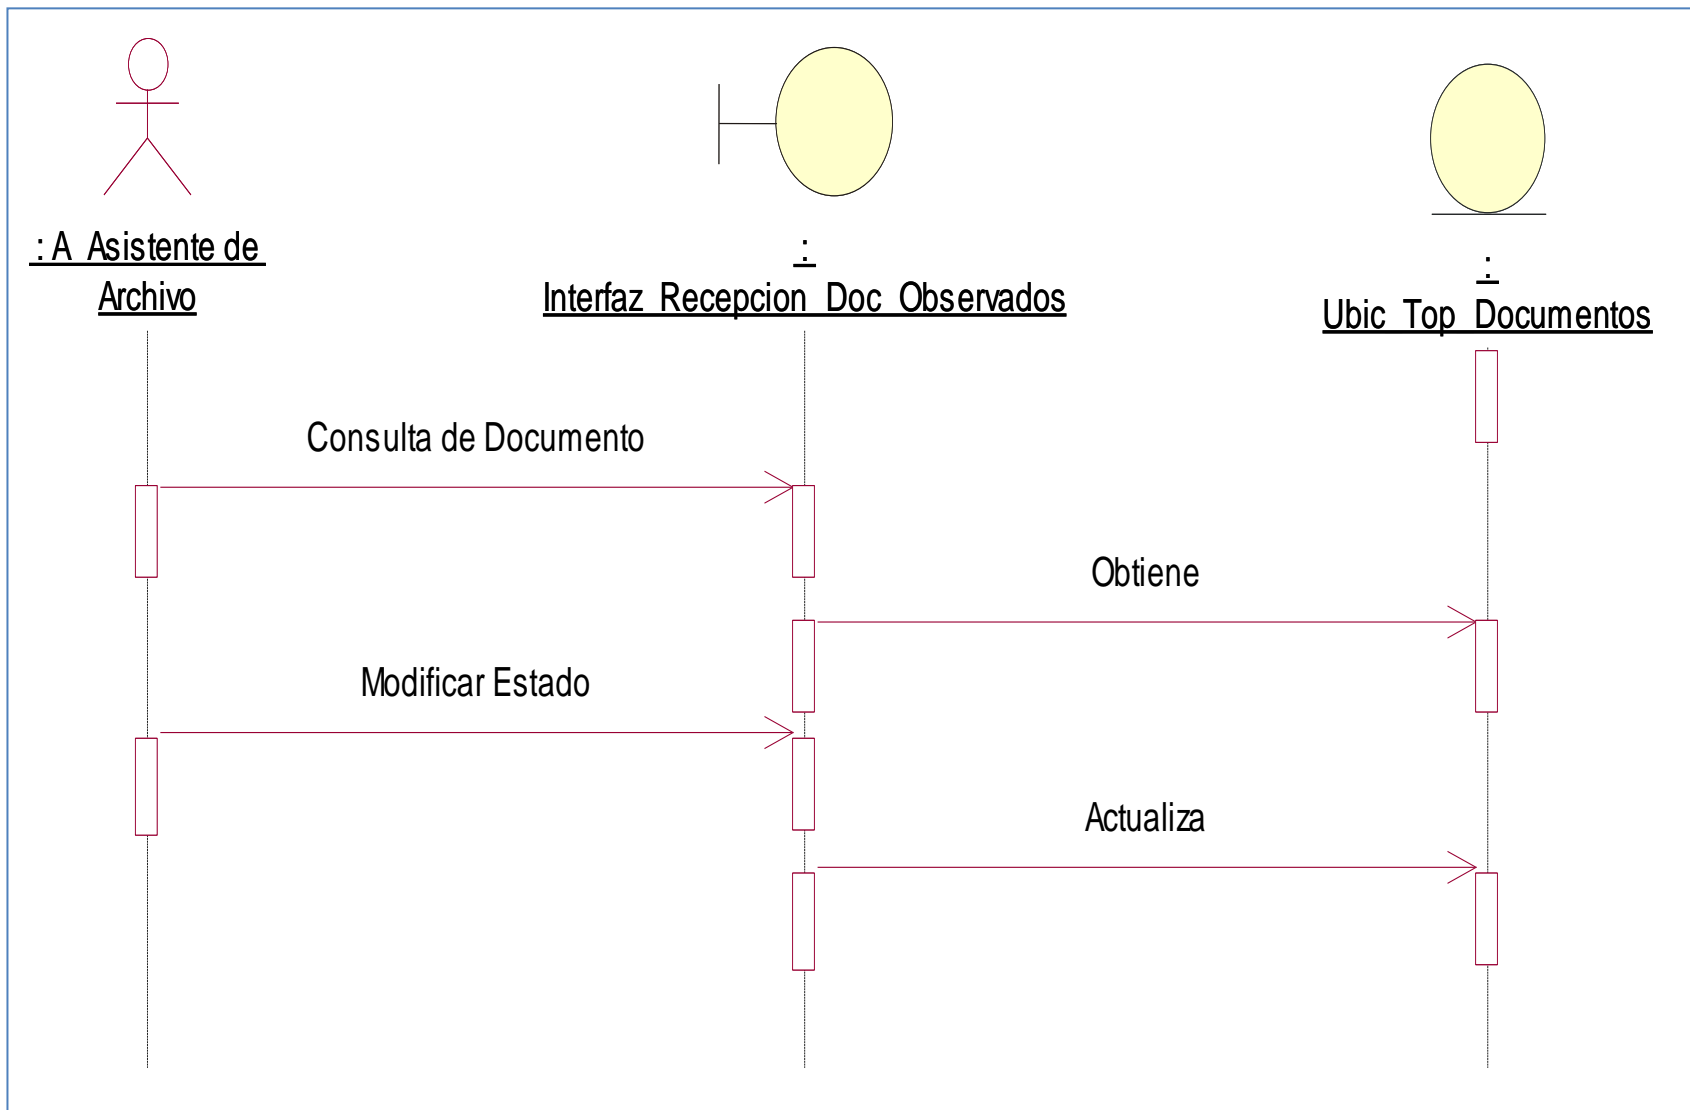 : A_Asistente de
Archivo
:
Interfaz_Recepcion_Doc_Observados
:
Ubic_Top_Documentos
Consulta de Documento
Obtiene
Modificar Estado
Actualiza